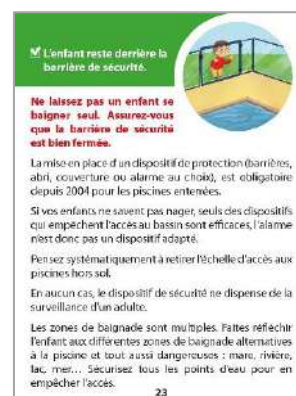 L'enfant reste derrière la
barrière de sécurité.
Ne laissez pas un enfant se
baigner seul. Assurez-vous
que la barrière de sécurité
est bien fermée.
La mise en place d'un dispositif de protection (barrières,
abri, couverture ou alarme au choix), est obligatoire
depuis 2004 pour les piscines enterrées.
Si vos enfants ne savent pas nager, seuls des dispositifs
qui empêchent l'accès au bassin sont efficaces, l'alarme
n'est donc pas un dispositif adapté.
Pensez systématiquement à retirer l'échelle d'accès aux
piscines hors sol.
En aucun cas, le dispositif de sécurité ne dispense de la
surveillance d'un adulte.
Les zones de baignade sont multiples. Faites réfléchir
l'enfant aux différentes zones de baignade alternatives
à la piscine et tout aussi dangereuses : mare, rivière,
lac, mer... Sécurisez tous les points d'eau pour en
empêcher l'accès.
23